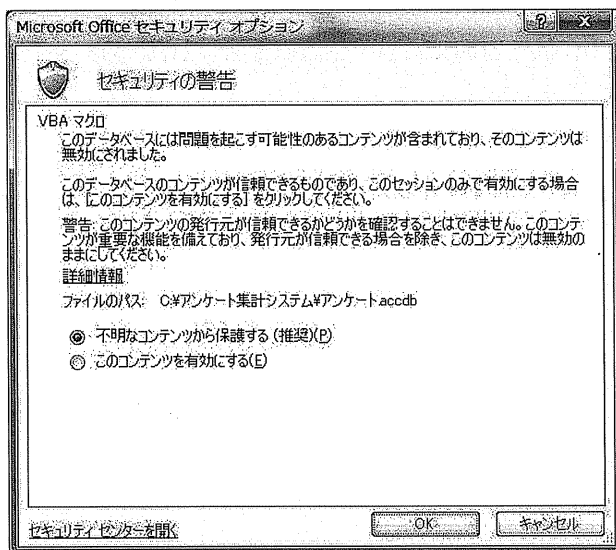 Microsoft Office セキュリティ オプション
セキュリティの警告
VBA マクロ
このデータベースには問題を起こす可能性のあるコンテンツが含まれており、そのコンテンツは
無効にされました。
このデータベースのコンテンツが信頼できるものであり、このセッションのみで有効にする場合
は、[このコンテンツを有効にする] をクリックしてください。
警告: このコンテンツの発行元が信頼できるかどうかを確認することはできません。このコンテ
ンツが重要な機能を備えており、発行元が信頼できる場合を除き、このコンテンツは無効の
ままにしてください。
詳細情報
ファイルのパス: C:¥アンケート集計システム¥アンケート.accdb
不明なコンテンツから保護する (推奨)(P)
このコンテンツを有効にする(E)
セキュリティ センターを開く
OK
キャンセル